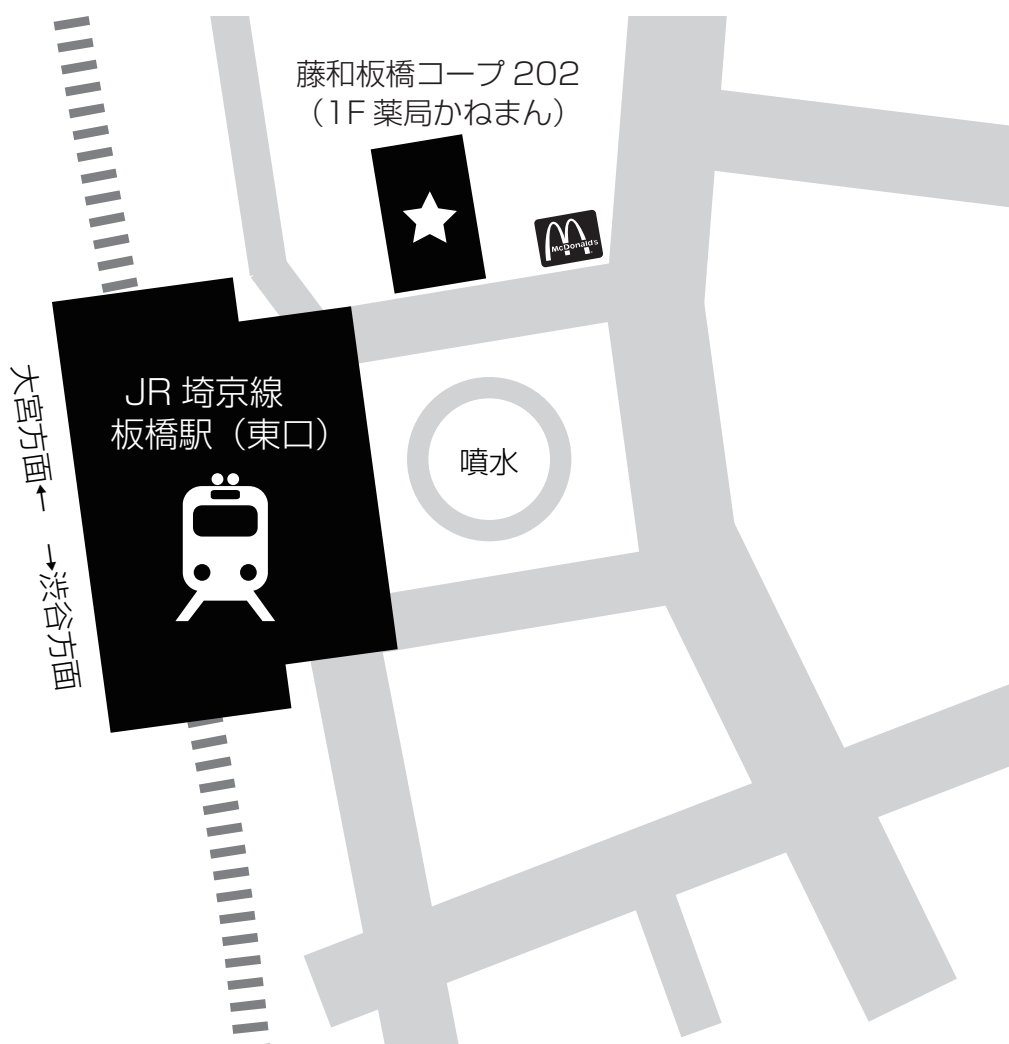 藤和板橋コープ 202
（1F 薬局かねまん）
McDonald's
JR 埼京線
板橋駅（東口）
噴水
大宮方面←
→渋谷方面